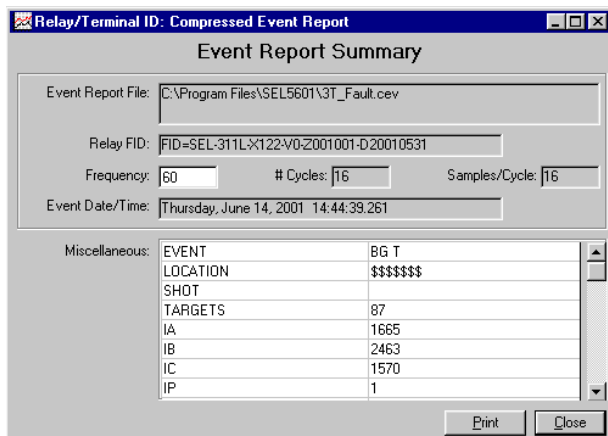 Relay/Terminal ID: Compressed Event Report
Event Report Summary
Event Report File: C:\Program Files\SEL5601\3T_Fault.cev
Relay FID: FID=SEL-311L-X122-V0-Z001001-D20010531
Frequency: 60 # Cycles: 16 Samples/Cycle: 16
Event Date/Time: Thursday, June 14, 2001 14:44:39.261
Miscellaneous: EVENT BG T
LOCATION $$$$$$$
SHOT
TARGETS 87
IA 1665
IB 2463
IC 1570
IP 1
Print Close